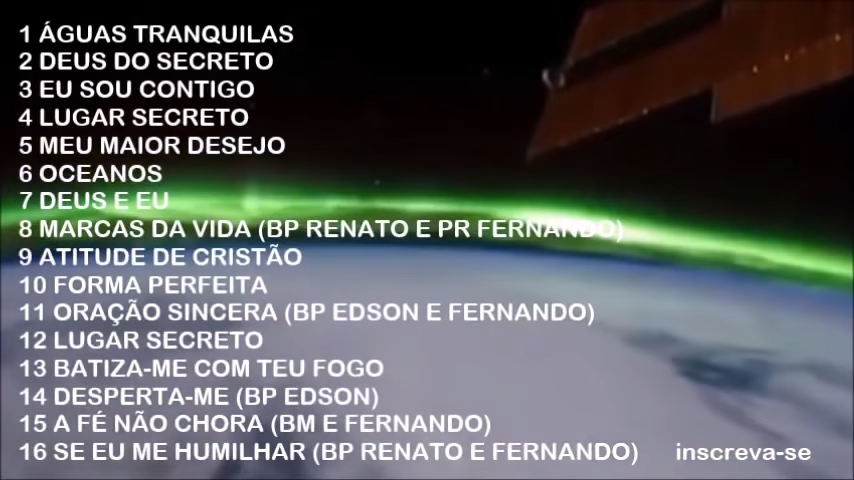 1 ÁGUAS TRANQUILAS
2 DEUS DO SECRETO
3 EU SOU CONTIGO
4 LUGAR SECRETO
5 MEU MAIOR DESEJO
6 OCEANOS
7 DEUS E EU
8 MARCAS DA VIDA (BP RENATO E PR FERNANDO)
9 ATITUDE DE CRISTÃO
10 FORMA PERFEITA
11 ORAÇÃO SINCERA (BP EDSON E FERNANDO)
12 LUGAR SECRETO
13 BATIZA-ME COM TEU FOGO
14 DESPERTA-ME (BP EDSON)
15 A FÉ NÃO CHORA (BM E FERNANDO)
16 SE EU ME HUMILHAR (BP RENATO E FERNANDO) inscreva-se